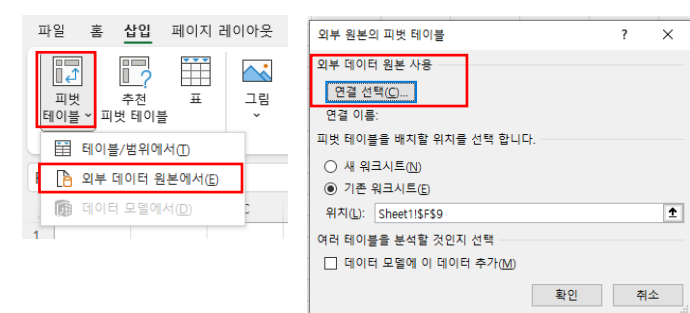 파일 홈 삽입 페이지 레이아웃
피벗 테이블 추천 피벗 테이블 표 그림
테이블/범위에서(T)
외부 데이터 원본에서(E)
데이터 모델에서(D)
1
외부 원본의 피벗 테이블 ?
외부 데이터 원본 사용
연결 선택(C)...
연결 이름:
피벗 테이블을 배치할 위치를 선택 합니다.
새 워크시트(N)
기존 워크시트(E)
위치(L): Sheet1!$F$9
여러 테이블을 분석할 것인지 선택
데이터 모델에 이 데이터 추가(M)
확인 취소